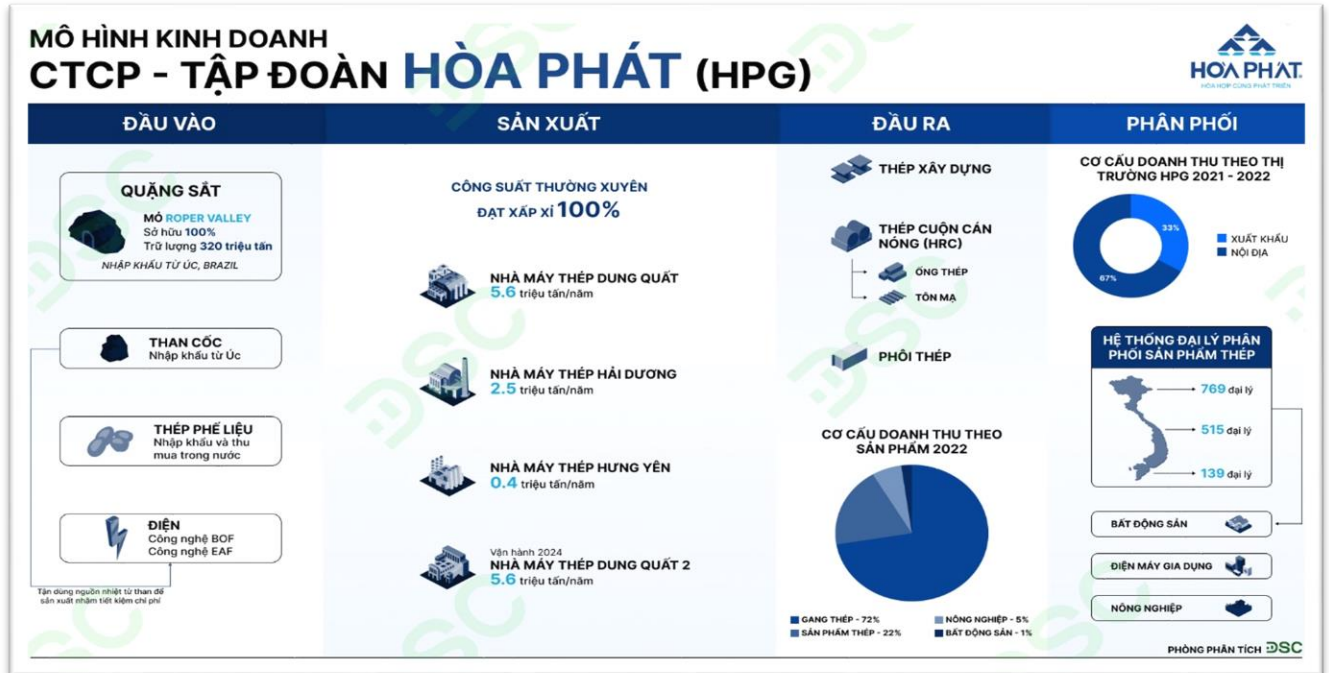 MÔ HÌNH KINH DOANH
CTCP - TẬP ĐOÀN HÒA PHÁT (HPG)
HÒA PHÁT
HÒA HỢP CÙNG PHÁT TRIỂN
ĐẦU VÀO
QUẶNG SẮT
MỎ ROPER VALLEY
Sở hữu 100%
Trữ lượng 320 triệu tấn
NHẬP KHẨU TỪ ÚC, BRAZIL
THAN CỐC
Nhập khẩu từ Úc
THÉP PHẾ LIỆU
Nhập khẩu và thu
mua trong nước
ĐIỆN
Công nghệ BOF
Công nghệ EAF
Tận dùng nguồn nhiệt từ than để
sản xuất nhằm tiết kiệm chi phí
SẢN XUẤT
CÔNG SUẤT THƯỜNG XUYÊN
ĐẠT XẤP XỈ 100%
NHÀ MÁY THÉP DUNG QUẤT
5.6 triệu tấn/năm
NHÀ MÁY THÉP HẢI DƯƠNG
2.5 triệu tấn/năm
NHÀ MÁY THÉP HƯNG YÊN
0.4 triệu tấn/năm
Vận hành 2024
NHÀ MÁY THÉP DUNG QUẤT 2
5.6 triệu tấn/năm
ĐẦU RA
THÉP XÂY DỰNG
THÉP CUỘN CÁN
NÓNG (HRC)
ỐNG THÉP
TÔN MẠ
PHÔI THÉP
CƠ CẤU DOANH THU THEO
SẢN PHẨM 2022
GANG THÉP - 72%
NÔNG NGHIỆP - 5%
SẢN PHẨM THÉP - 22%
BẤT ĐỘNG SẢN - 1%
PHÂN PHỐI
CƠ CẤU DOANH THU THEO THỊ
TRƯỜNG HPG 2021 - 2022
33%
67%
XUẤT KHẨU
NỘI ĐỊA
HỆ THỐNG ĐẠI LÝ PHÂN
PHỐI SẢN PHẨM THÉP
769 đại lý
515 đại lý
139 đại lý
BẤT ĐỘNG SẢN
ĐIỆN MÁY GIA DỤNG
NÔNG NGHIỆP
PHÒNG PHÂN TÍCH DSC